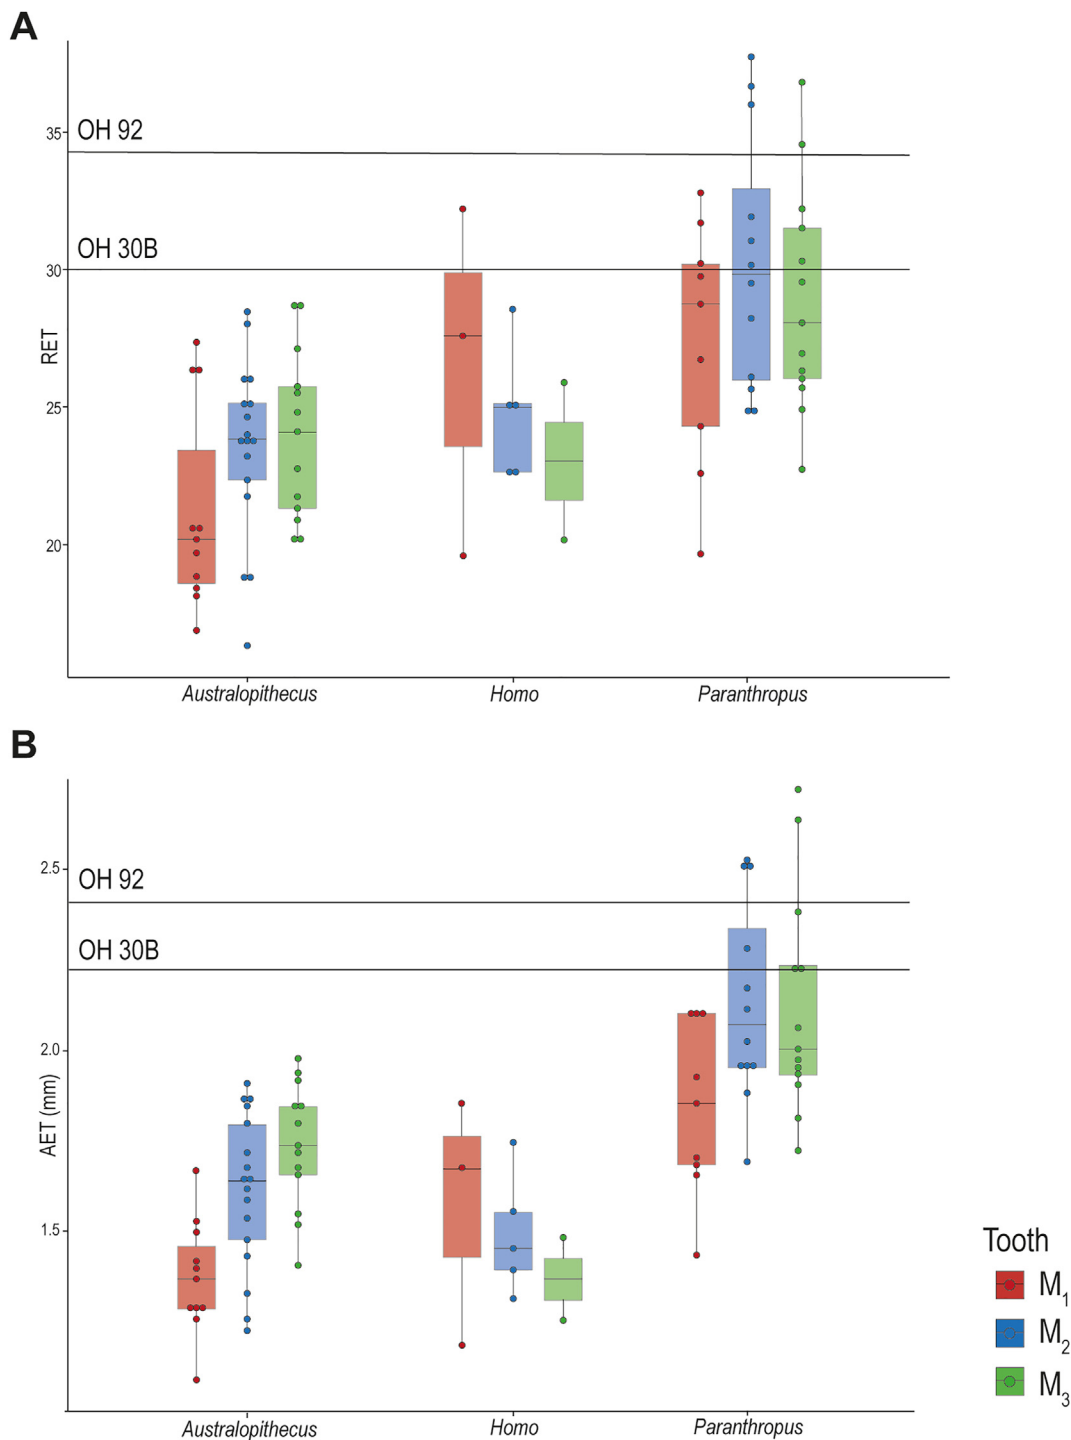 A
OH 92
35
OH 30B
30
RET
25
20
Australopithecus Homo Paranthropus
B
2.5
OH 92
OH 30B
2.0
AET (mm)
1.5
Tooth
M1
M2
M3
Australopithecus Homo Paranthropus